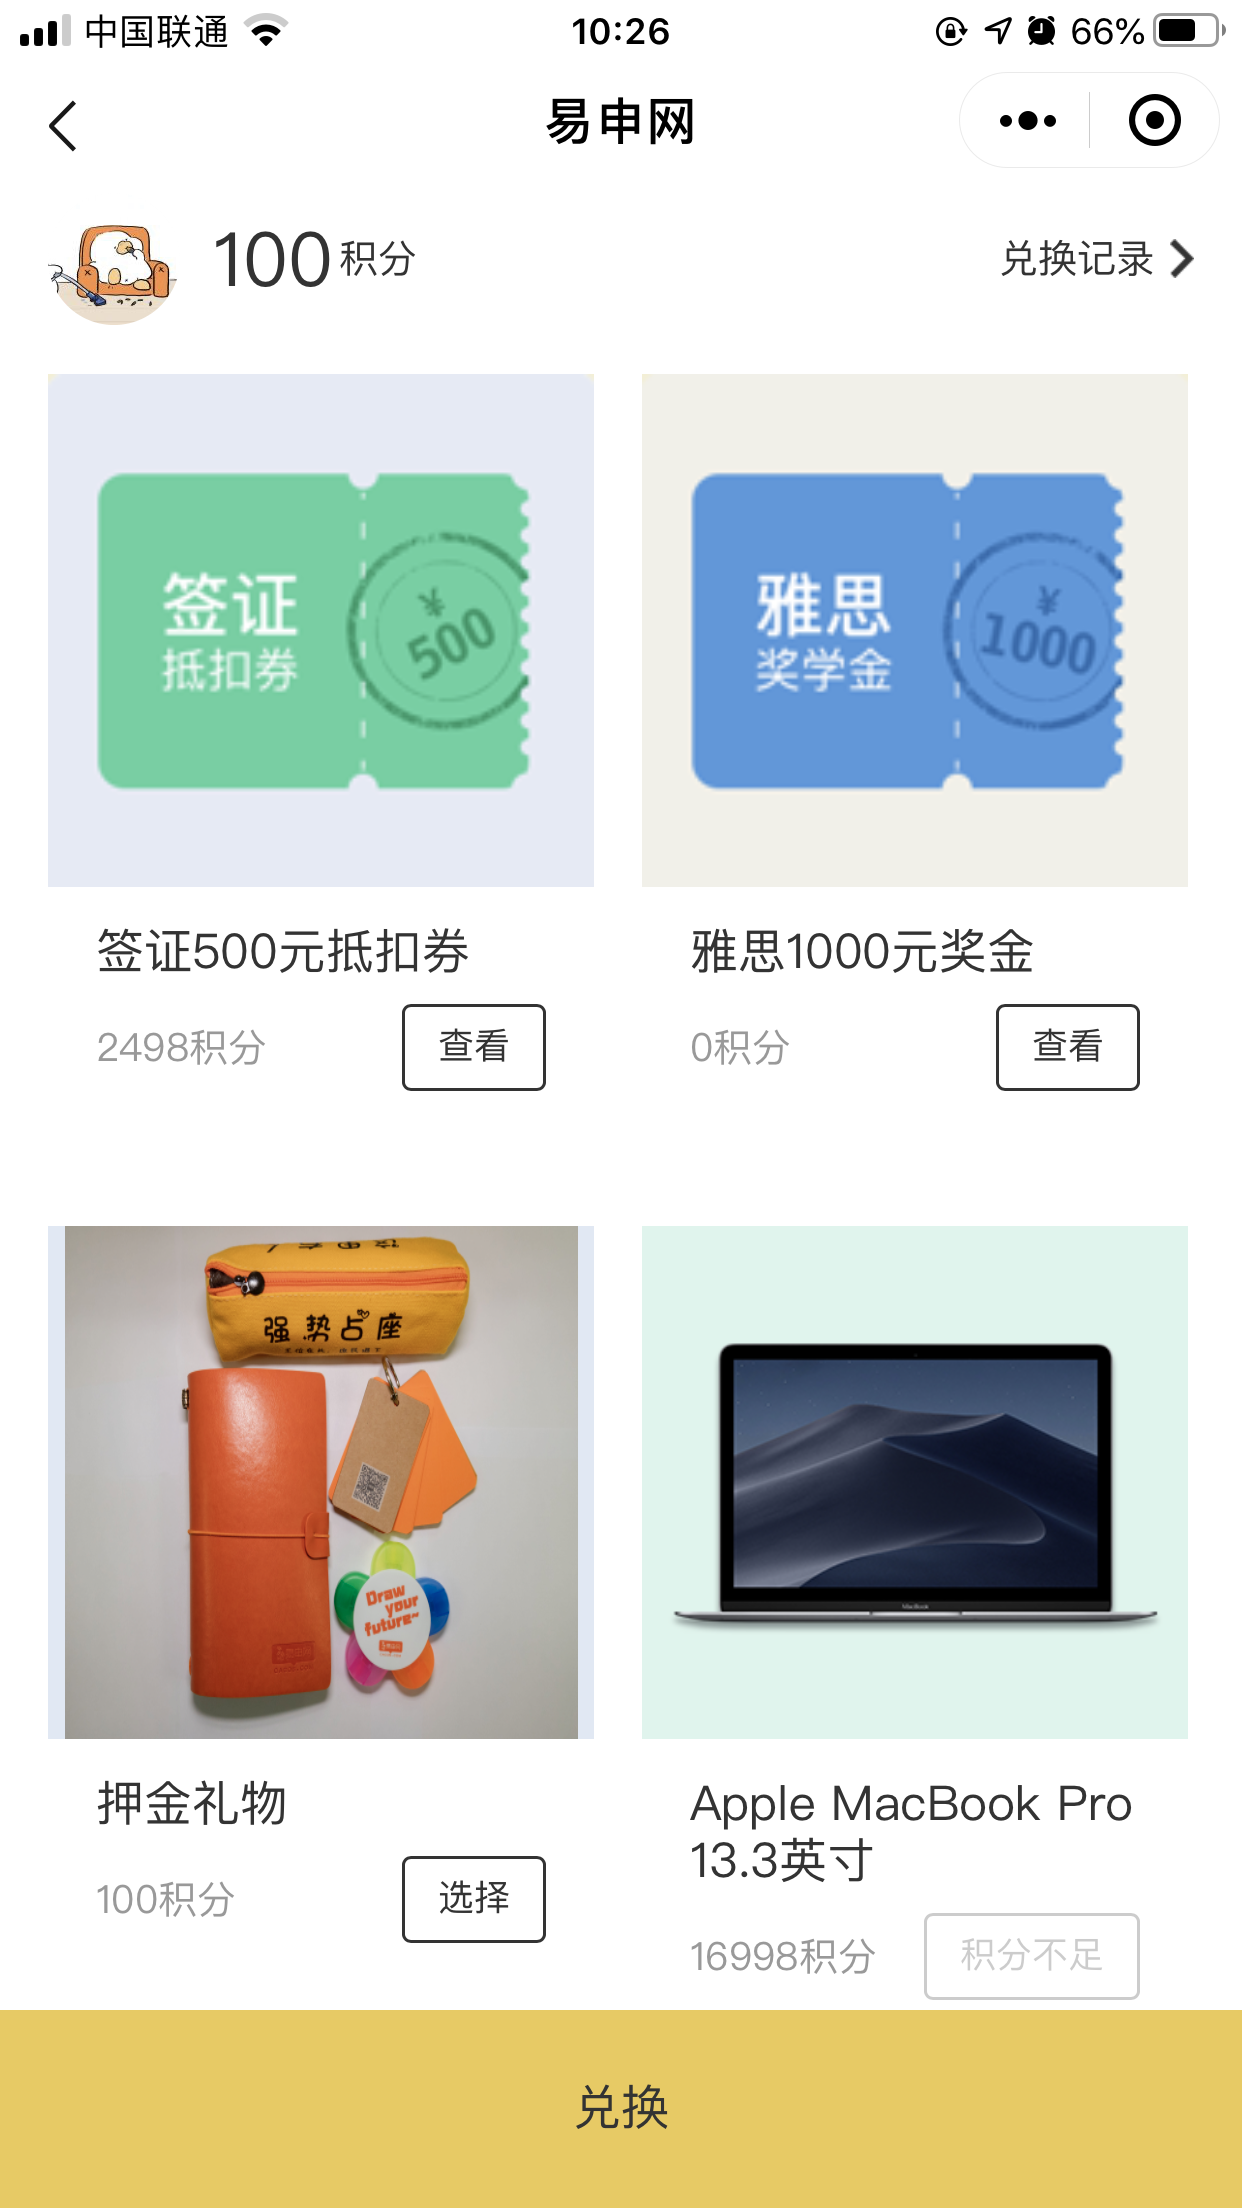 中国联通
10:26
66%
易申网
100积分
兑换记录
签证
抵扣券
¥
500
雅思
奖学金
¥
1000
签证500元抵扣券
雅思1000元奖金
2498积分
查看
0积分
查看
强势占座
Draw
your
future~
MacBook
押金礼物
Apple MacBook Pro
13.3英寸
100积分
选择
16998积分
积分不足
兑换